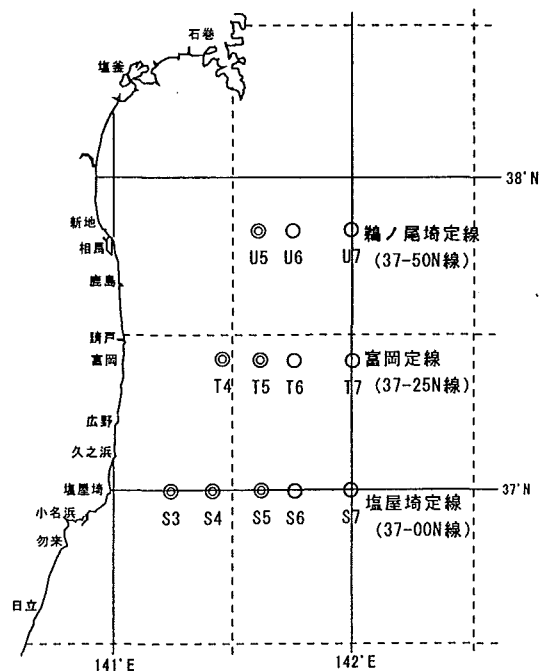 石巻
塩釜
38°N
新地
相馬
鹿島
U5 U6 U7
鵜ノ尾埼定線
(37-50N線)
請戸
富岡
T4 T5 T6 T7
富岡定線
(37-25N線)
広野
久之浜
塩屋埼
37°N
小名浜
勿来
S3 S4 S5 S6 S7
塩屋埼定線
(37-00N線)
日立
141°E
142°E